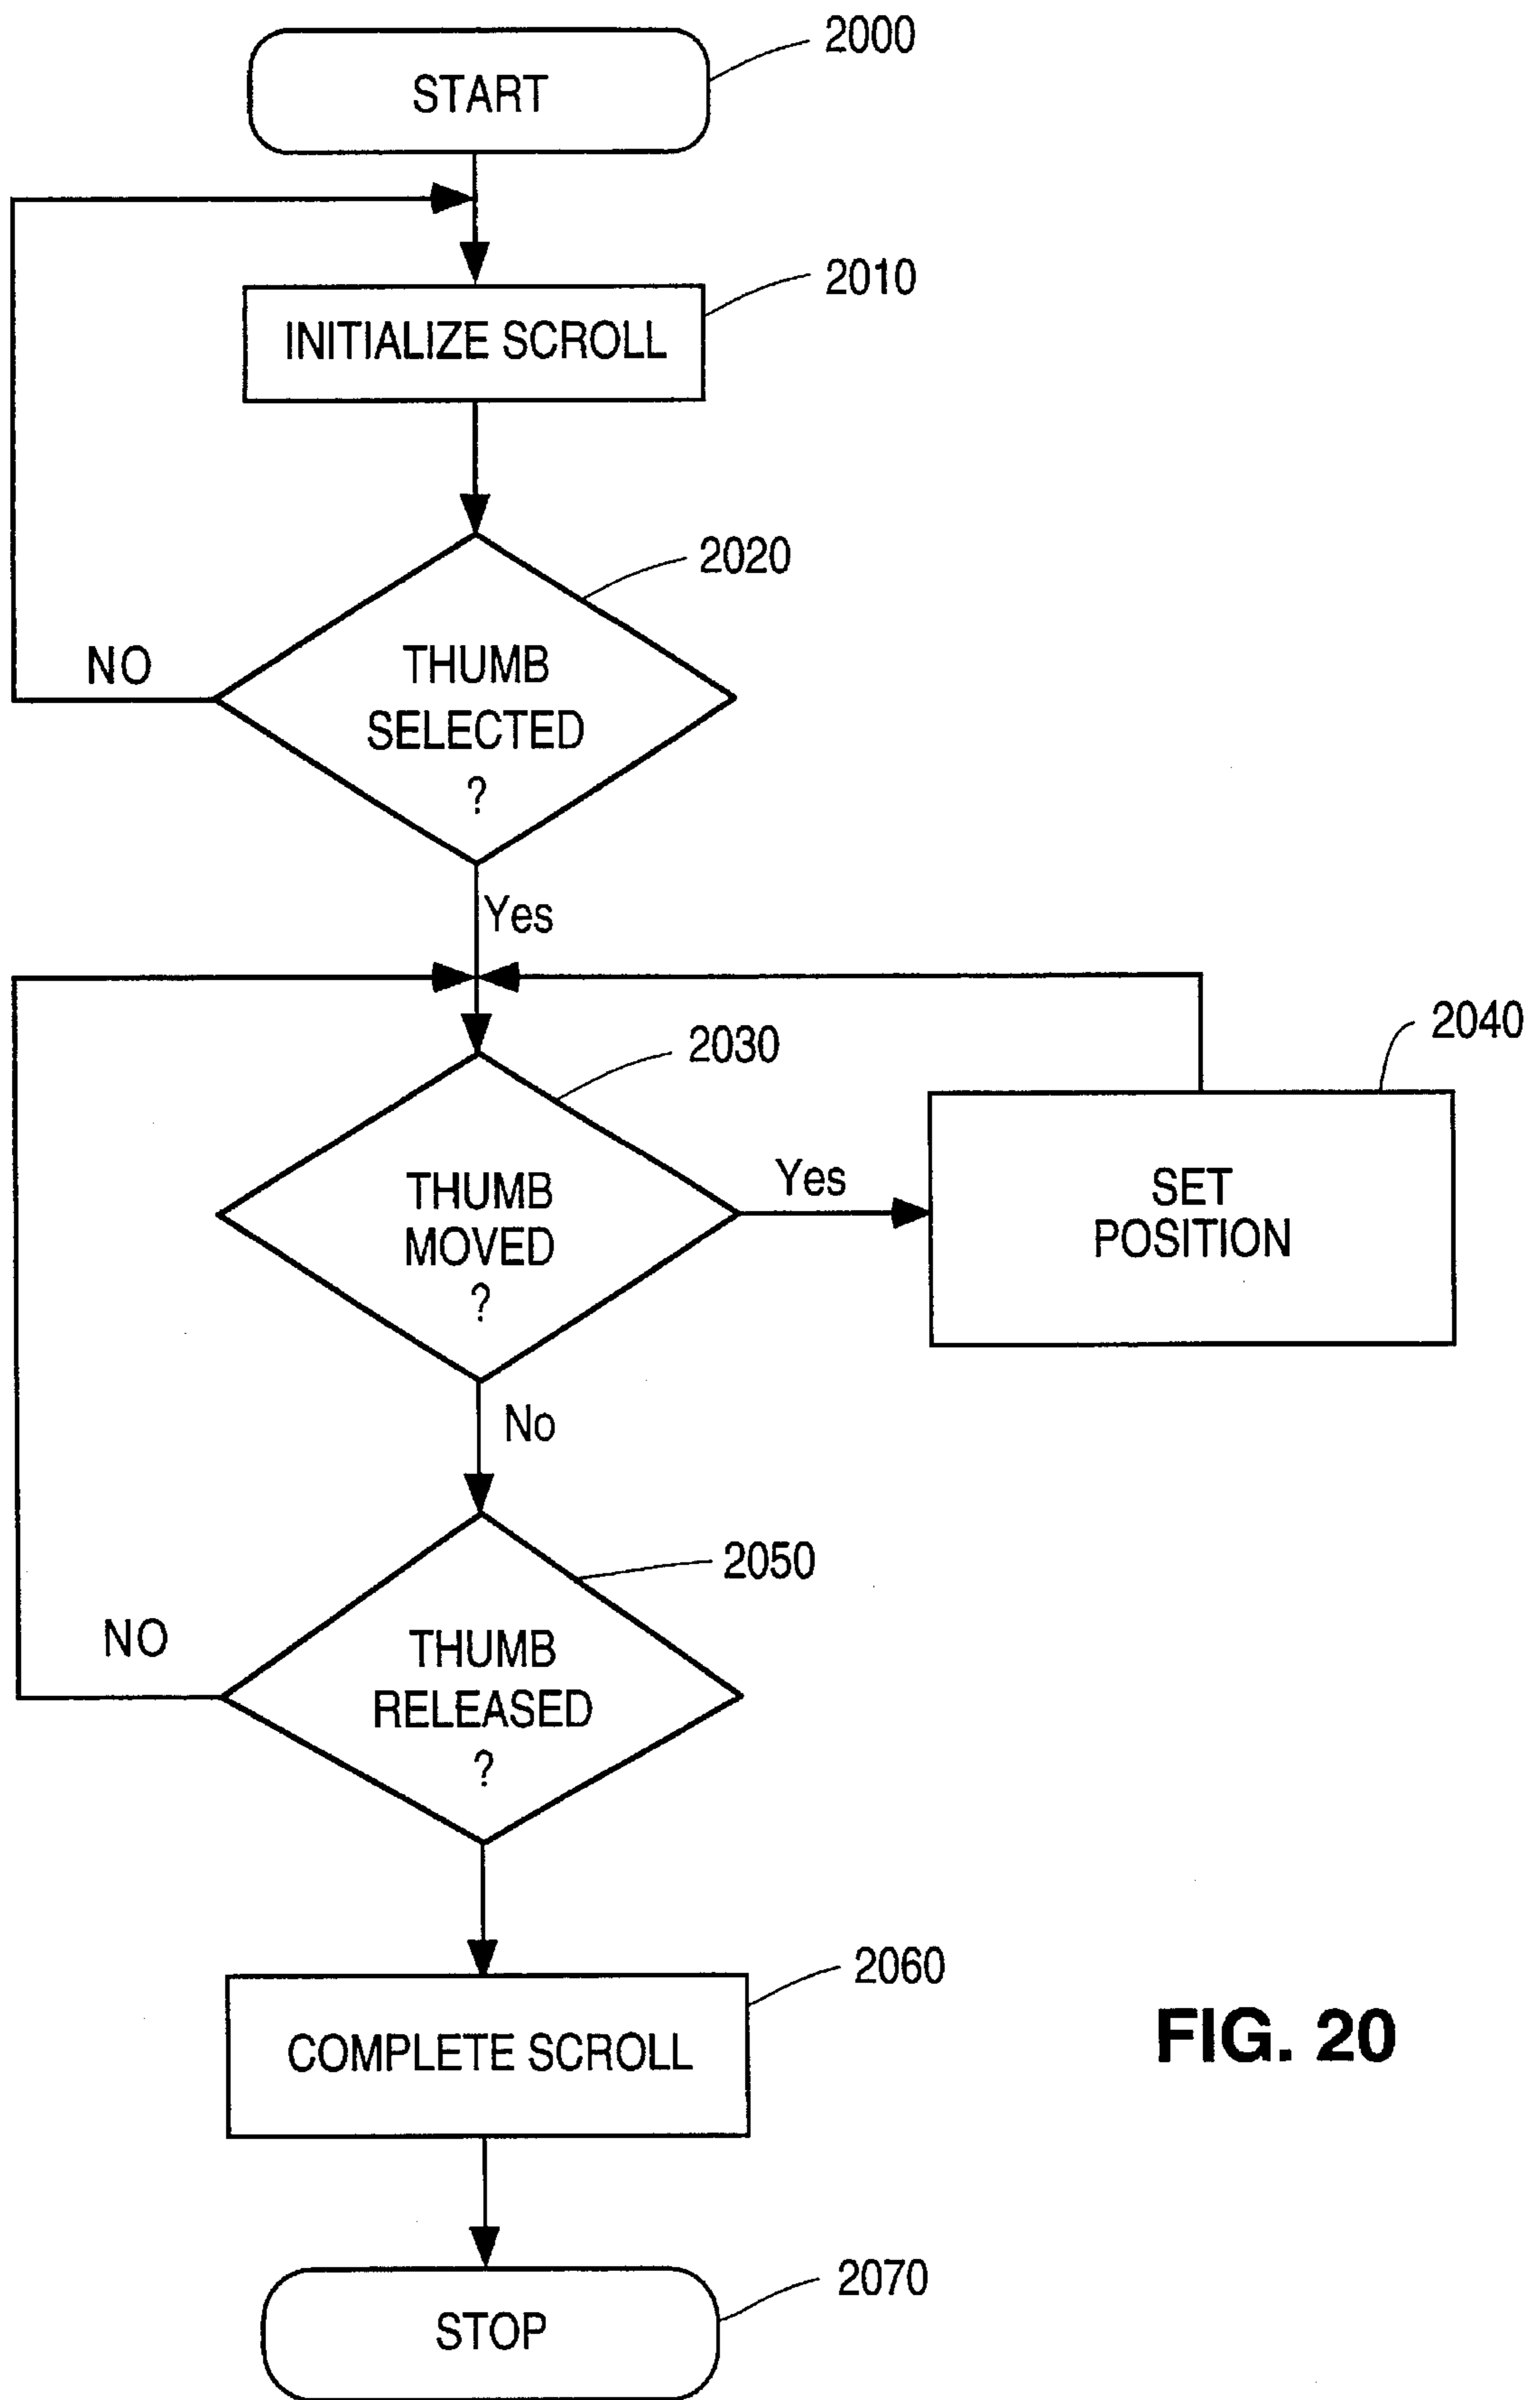 2000
START
2010
INITIALIZE SCROLL
2020
NO
THUMB
SELECTED
?
Yes
2030
2040
THUMB
MOVED
?
Yes
SET
POSITION
No
2050
NO
THUMB
RELEASED
?
2060
COMPLETE SCROLL
FIG. 20
2070
STOP